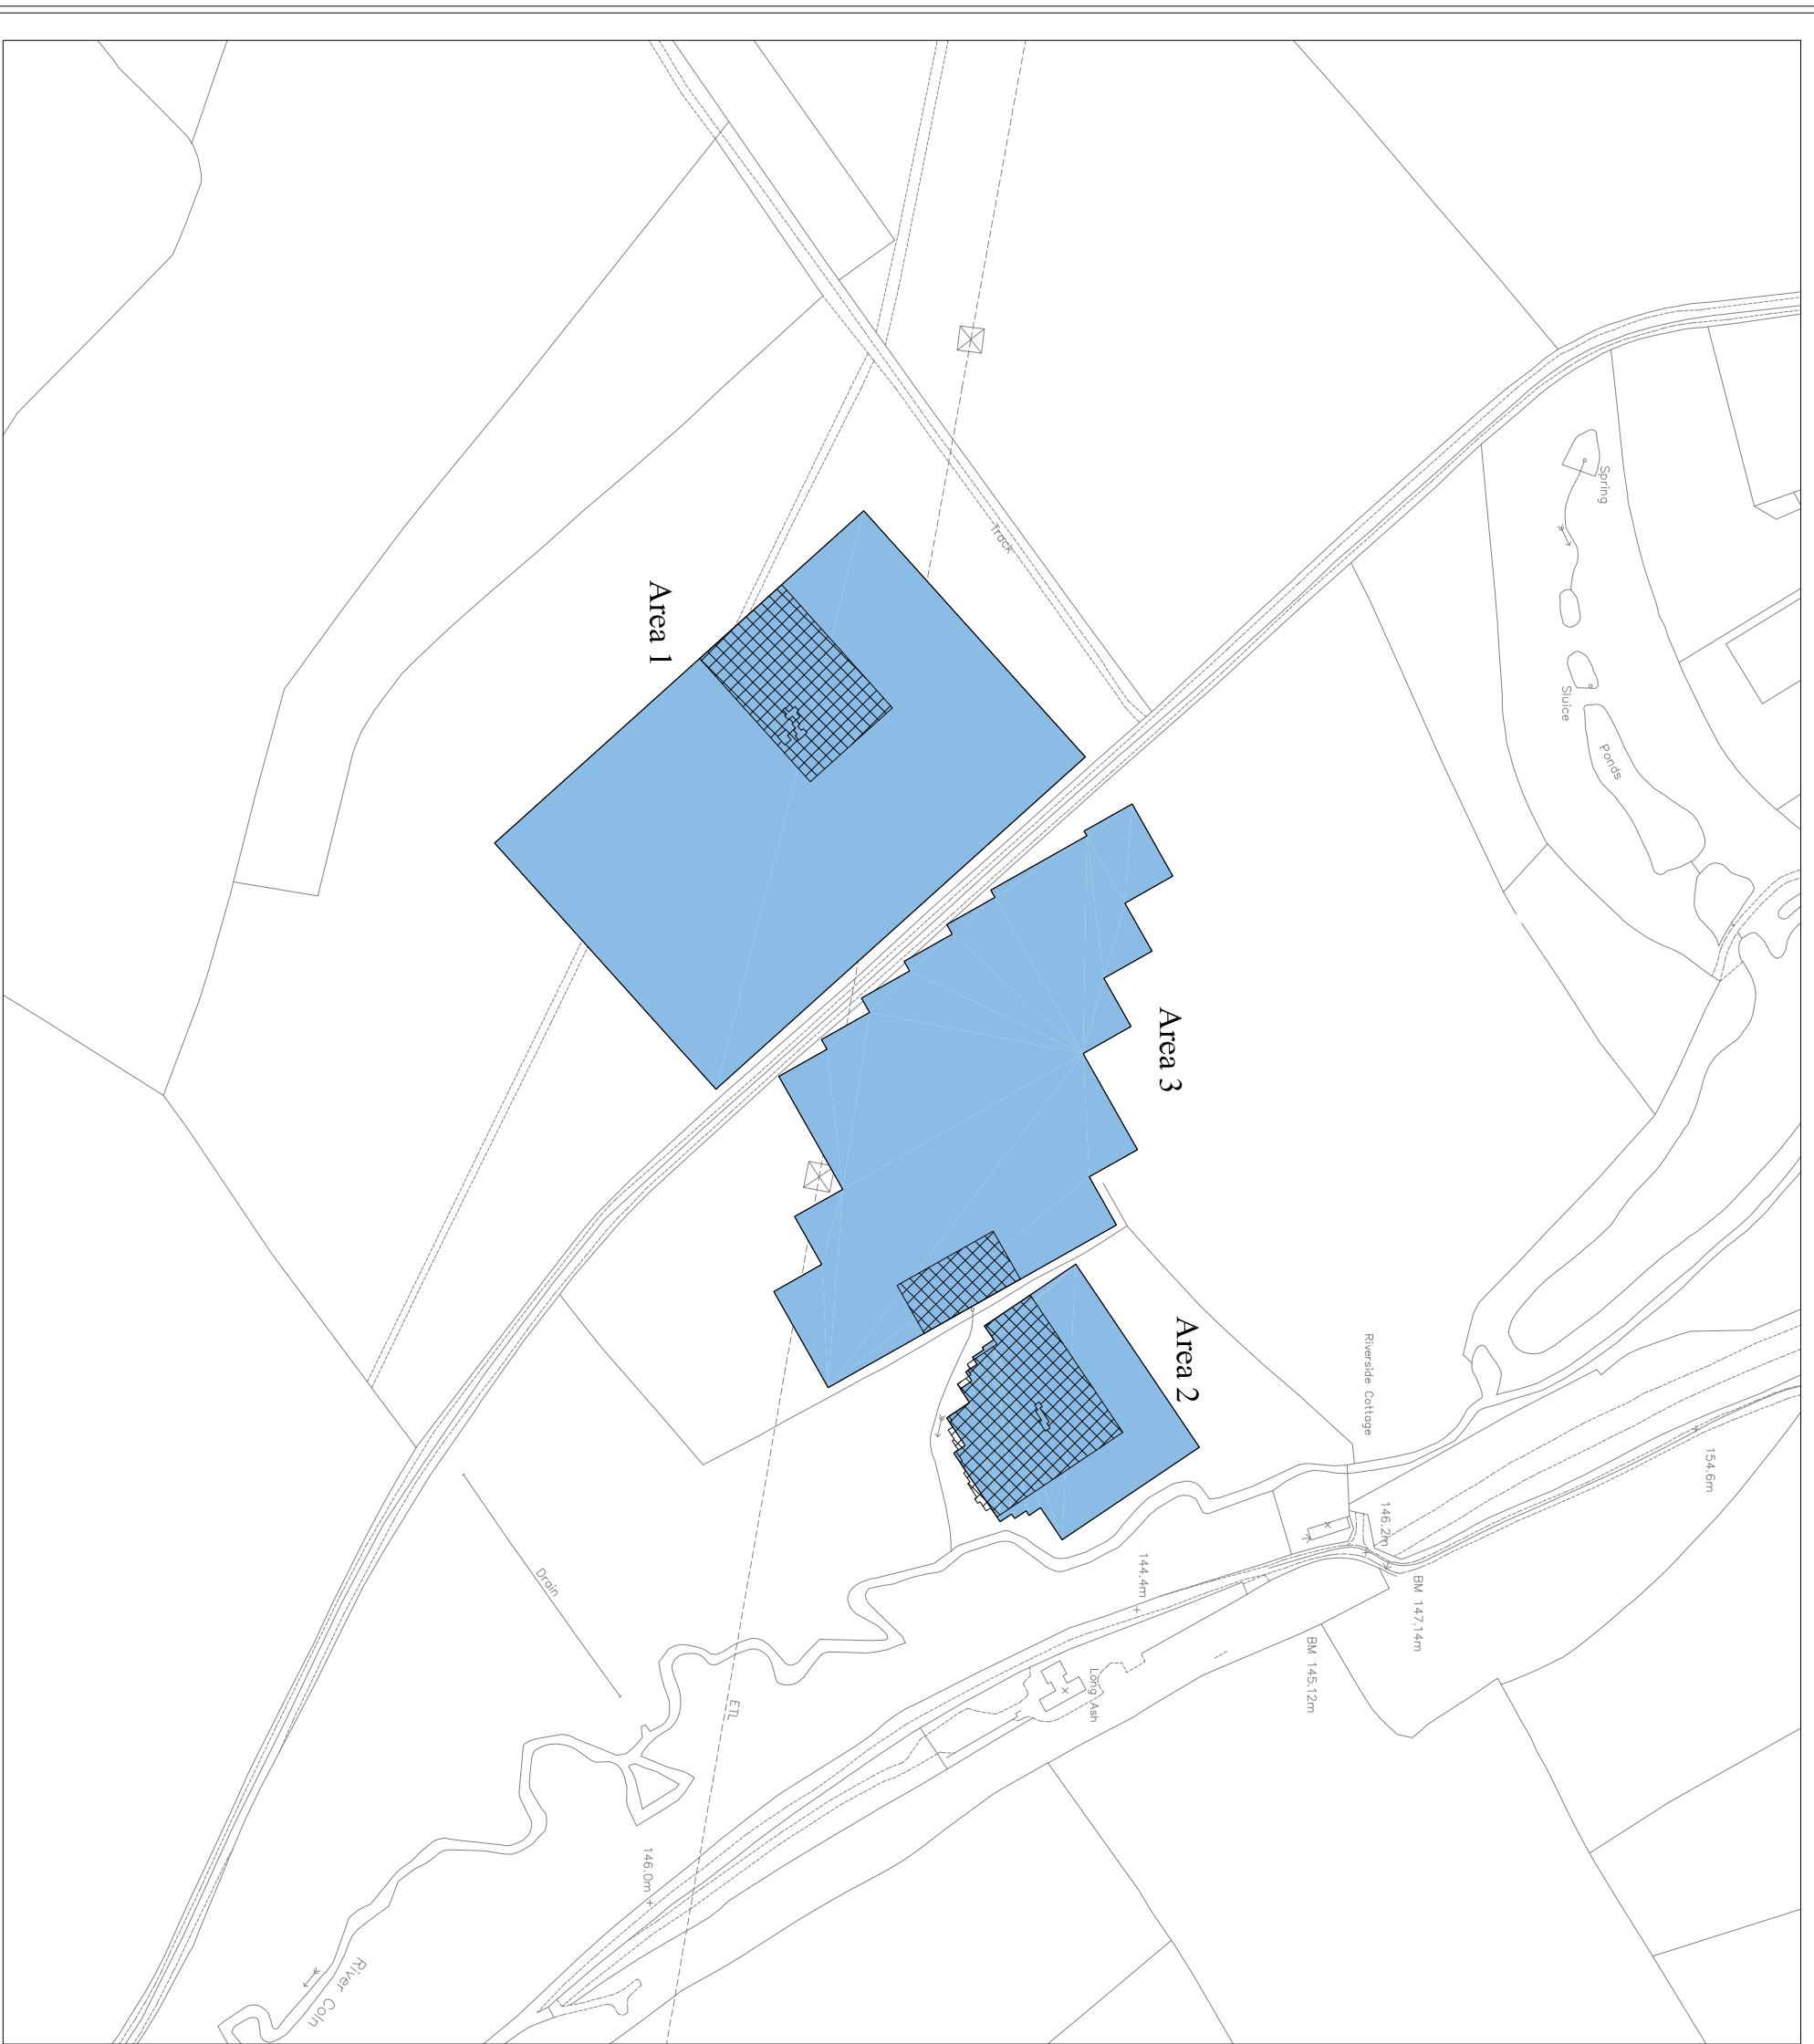 154.6m
Spring
Sluice
Ponds
BM 147.14m
146.2m
Riverside Cottage
BM 145.12m
Area 2
Area 3
144.4m
Long Ash
Track
ETL
Area 1
146.0m
Drain
River Coln